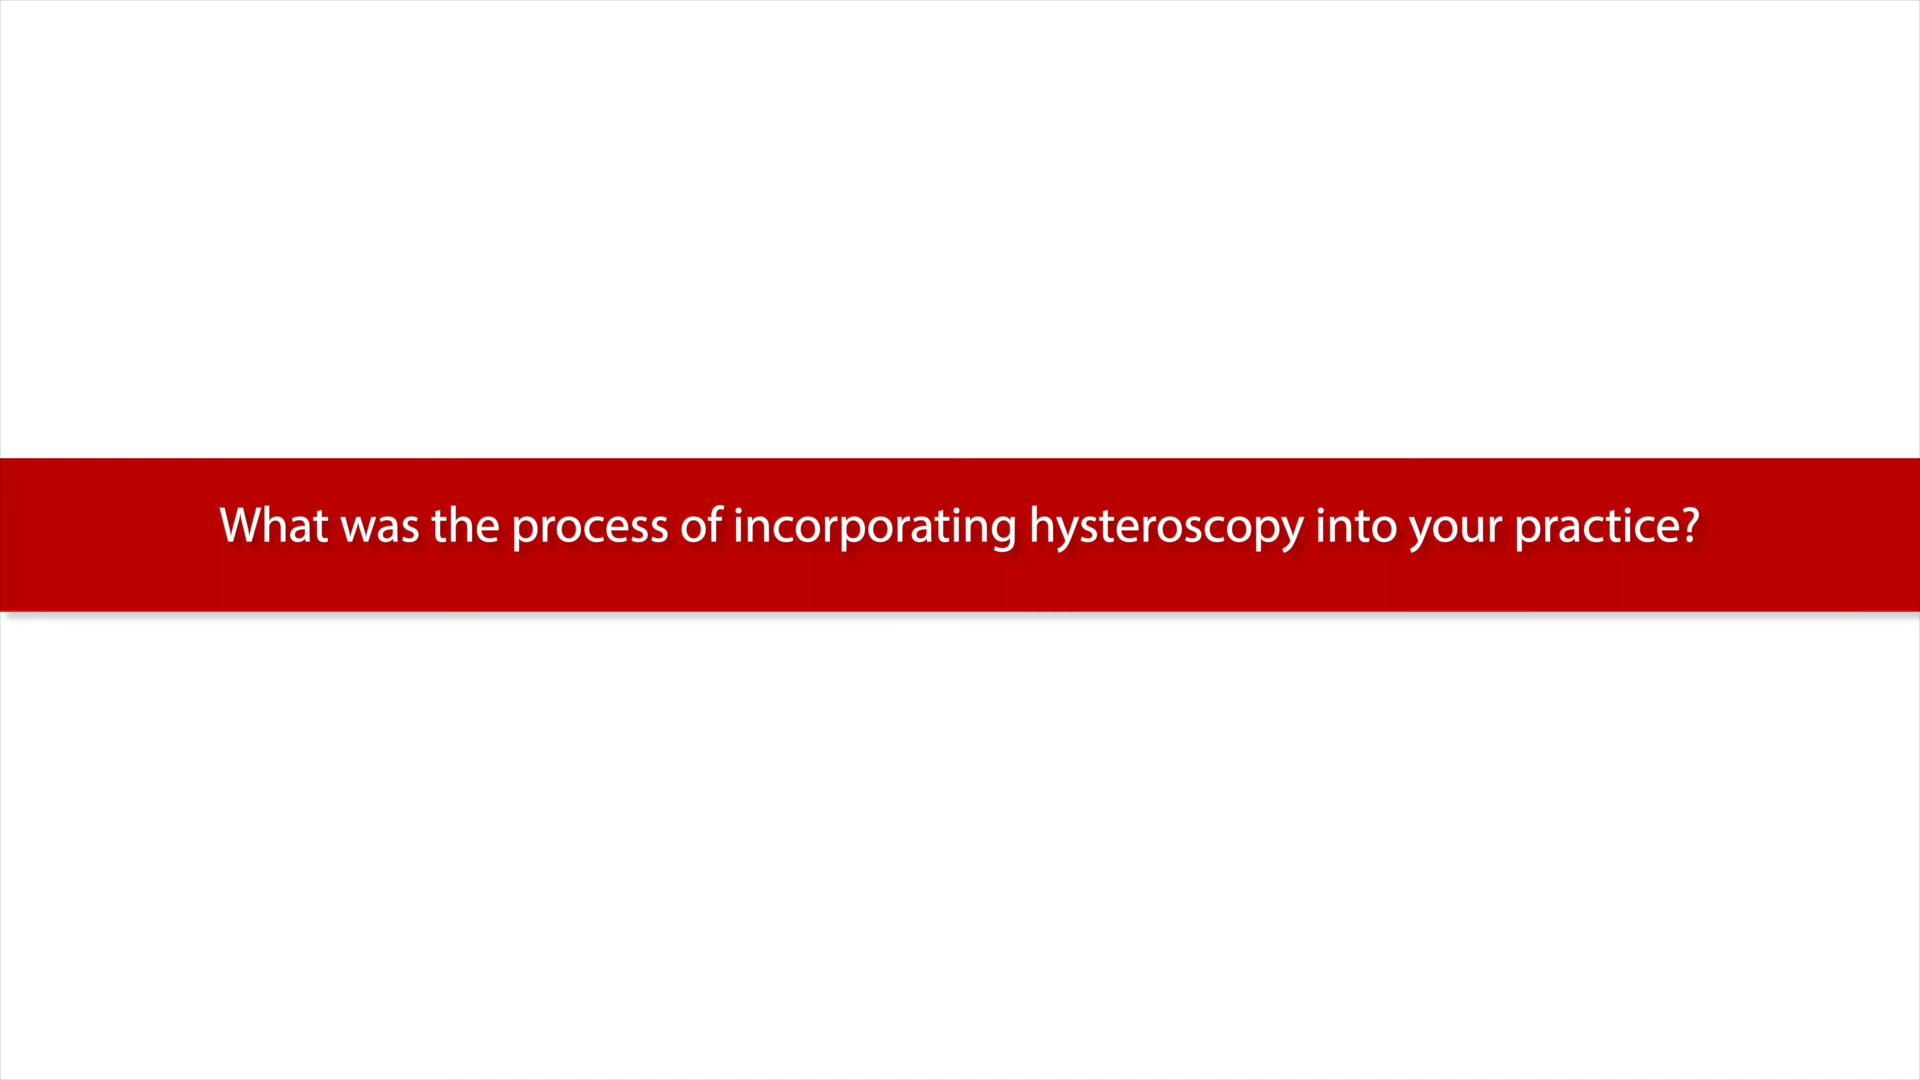 What was the process of incorporating hysteroscopy into your practice?